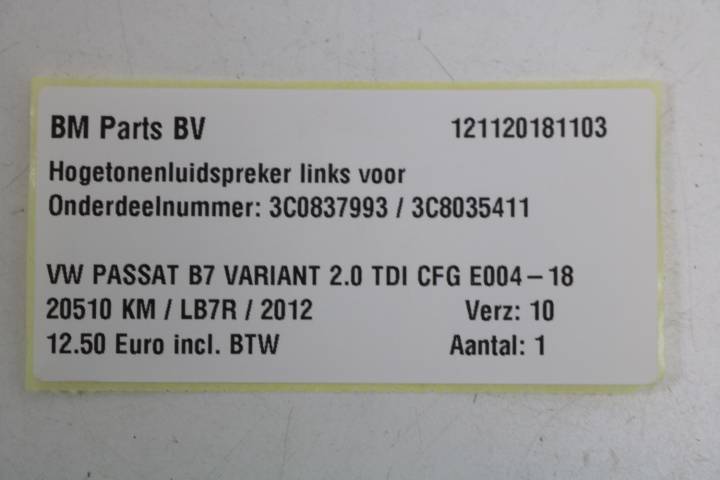 BM Parts BV 121120181103
Hogetonenluidspreker links voor
Onderdeelnummer: 3C0837993 / 3C8035411
VW PASSAT B7 VARIANT 2.0 TDI CFG E004-18
20510 KM / LB7R / 2012 Verz: 10
12.50 Euro incl. BTW Aantal: 1